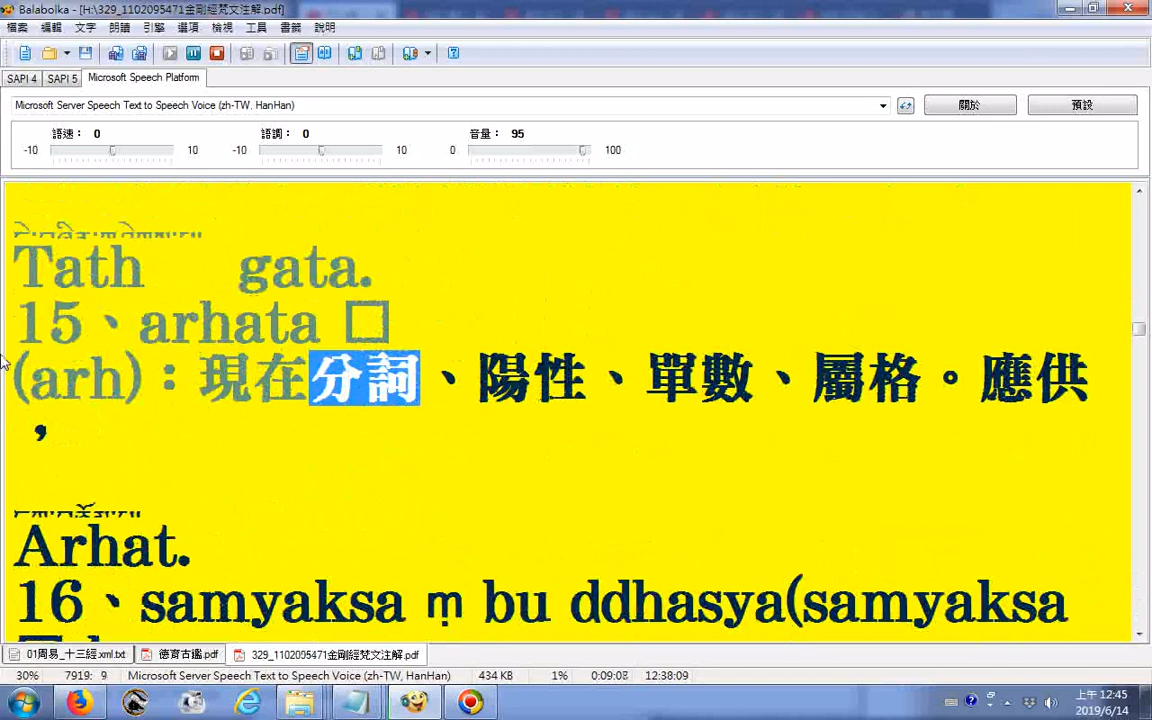 Balabolka - [H:\329_1102095471金剛經梵文注解.pdf]
檔案 編輯 文字 朗讀 引擎 選項 檢視 工具 書籤 說明
SAPI 4 SAPI 5 Microsoft Speech Platform
Microsoft Server Speech Text to Speech Voice (zh-TW, HanHan)
關於 預設
語速： 0 語調： 0 音量： 95
-10 10 -10 10 0 100
Tath gata.
15、arhata □
(arh)：現在分詞、陽性、單數、屬格。應供
，
Arhat.
16、samyaksa ṃ bu ddhasya(samyaksa
01周易_十三經.xml.txt 德育古鑑.pdf 329_1102095471金剛經梵文注解.pdf
30% 7919: 9 Microsoft Server Speech Text to Speech Voice (zh-TW, HanHan) 434 KB 1% 0:09:08 12:38:09
上午 12:45
2019/6/14